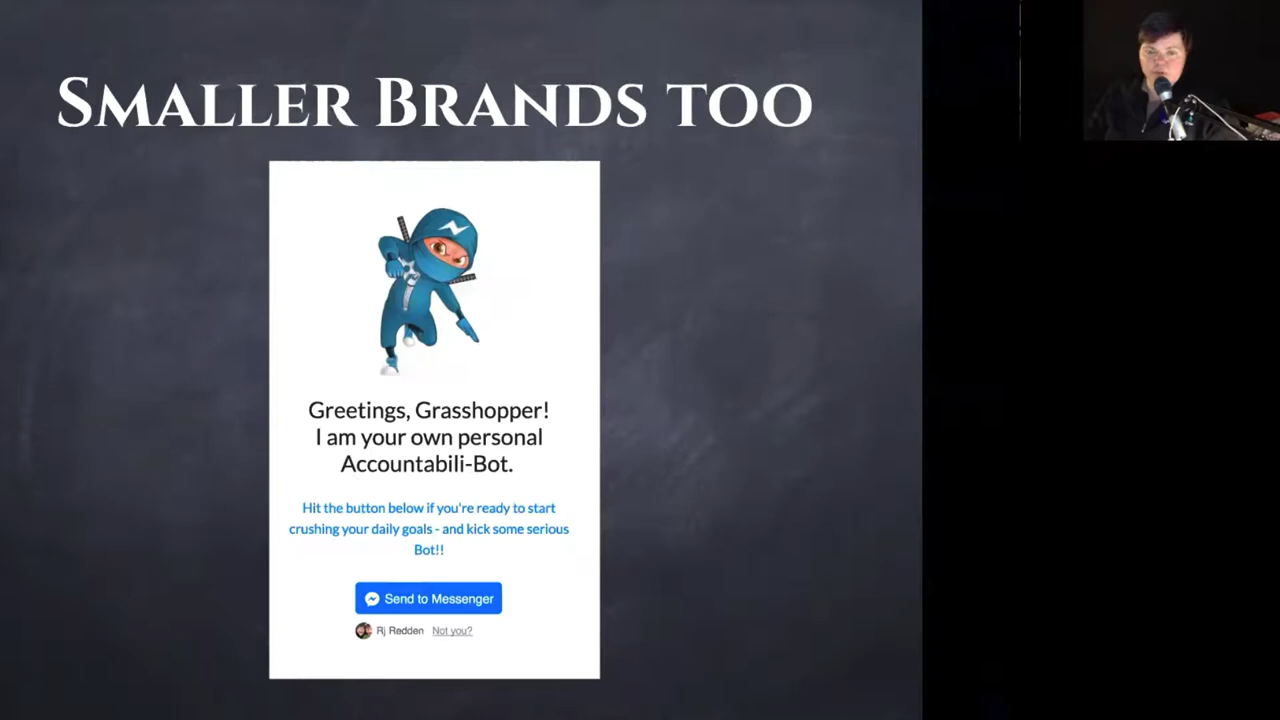 SMALLER BRANDS TOO
Greetings, Grasshopper!
I am your own personal
Accountabili-Bot.
Hit the button below if you're ready to start
crushing your daily goals - and kick some serious
Bot!!
Send to Messenger
Rj Redden Not you?